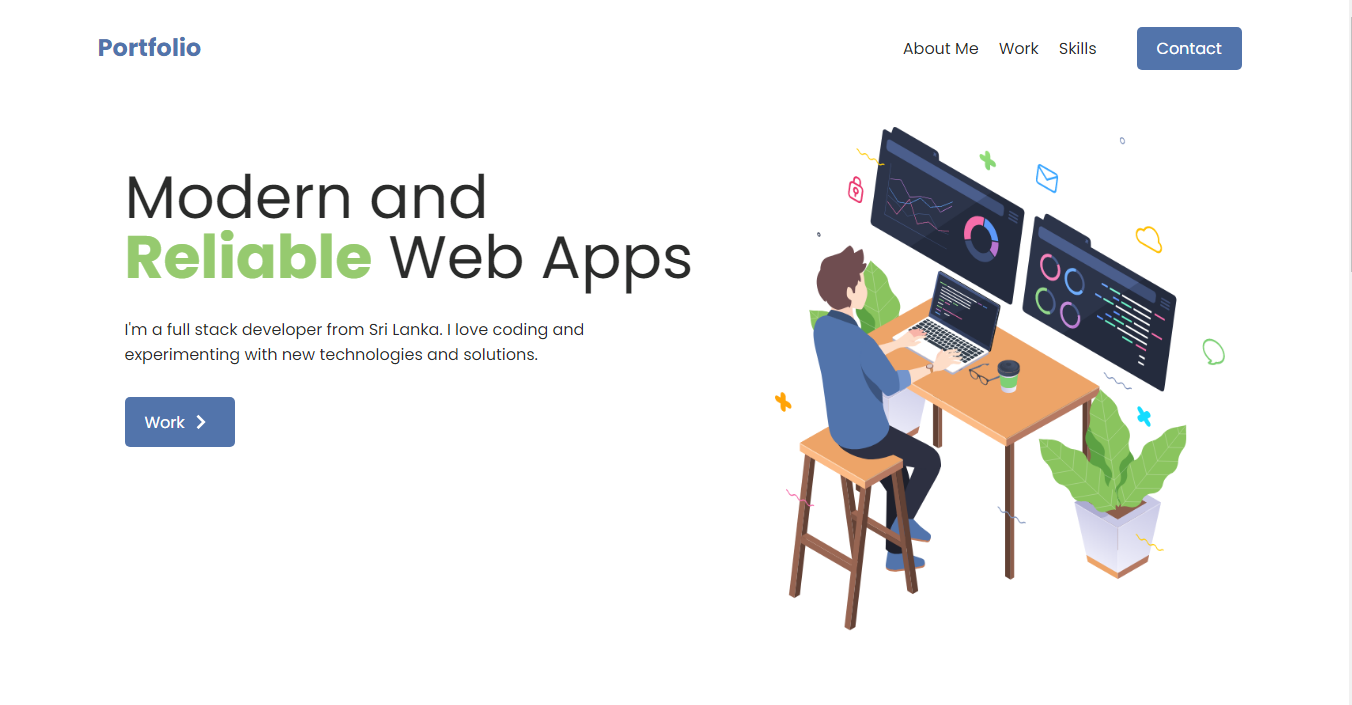 Portfolio
About Me Work Skills Contact
Modern and
Reliable Web Apps
I'm a full stack developer from Sri Lanka. I love coding and
experimenting with new technologies and solutions.
Work